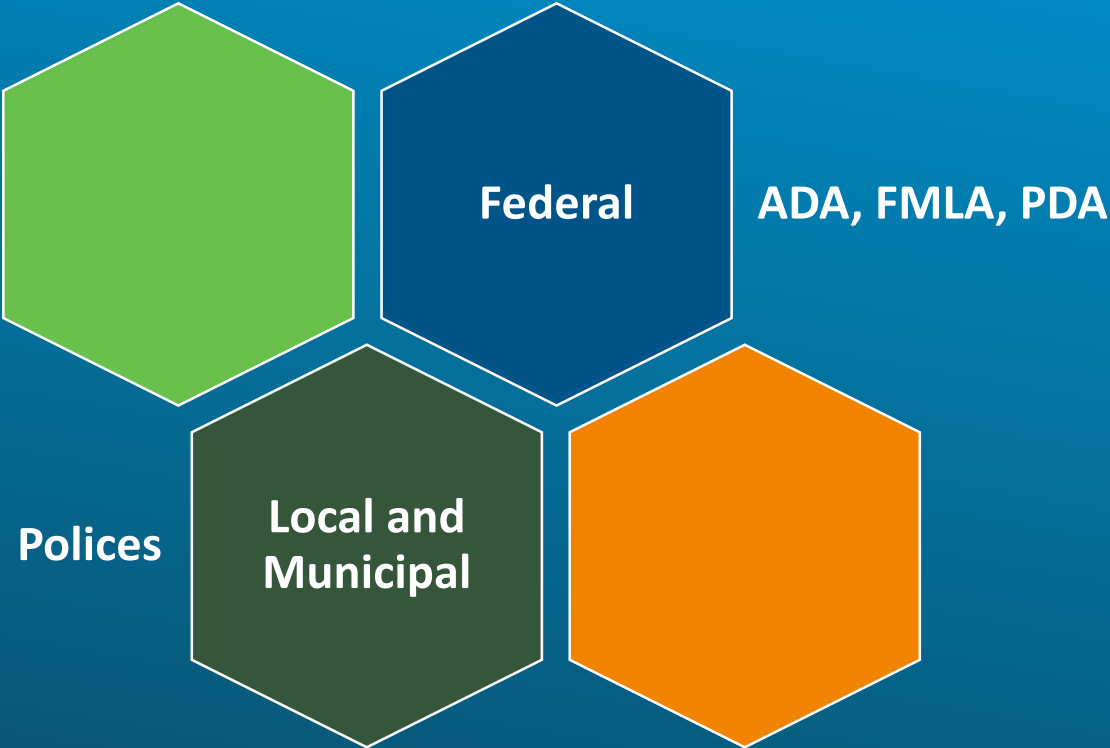 Federal
ADA, FMLA, PDA
Polices
Local and
Municipal